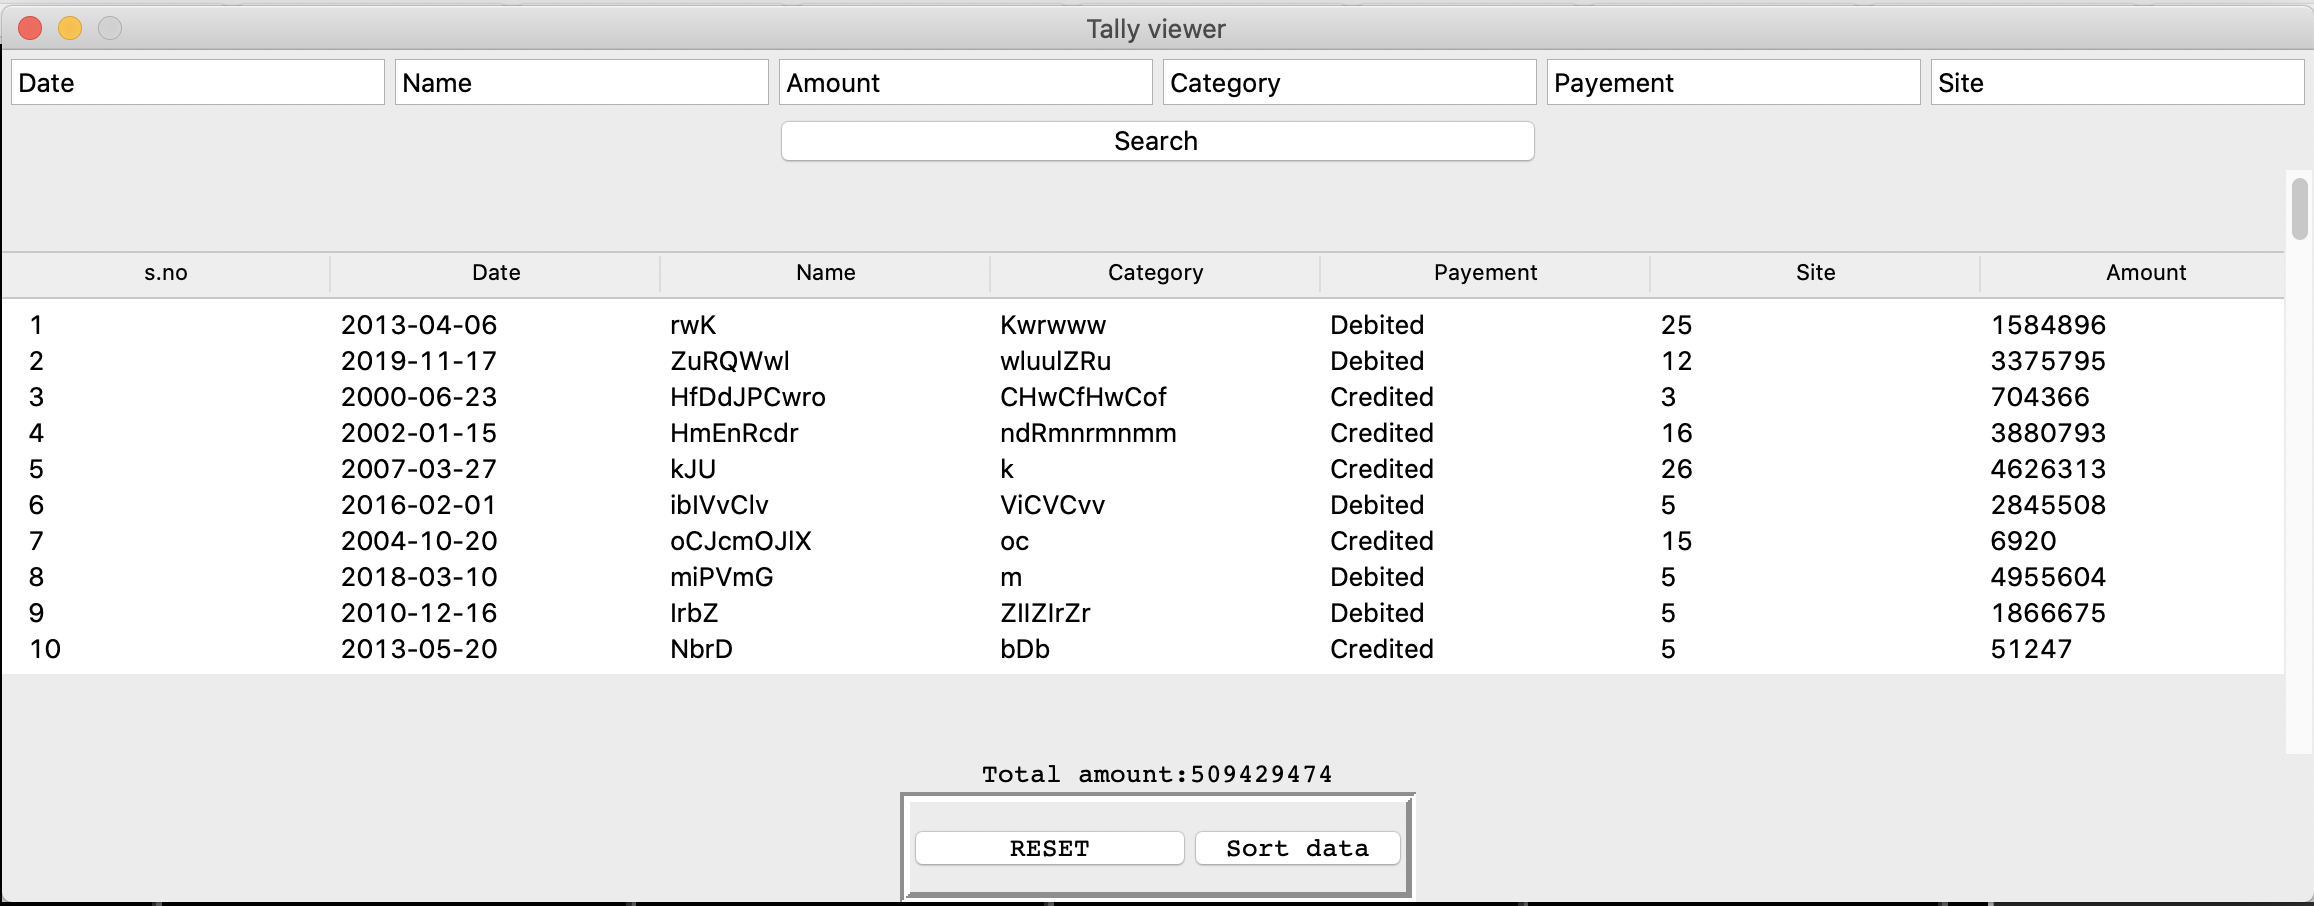 Tally viewer
Date Name Amount Category Payement Site
Search
s.no Date Name Category Payement Site Amount
1 2013-04-06 rwK Kwrwww Debited 25 1584896
2 2019-11-17 ZuRQWwl wluulZRu Debited 12 3375795
3 2000-06-23 HfDdJPCwro CHwCfHwCof Credited 3 704366
4 2002-01-15 HmEnRcdr ndRmnrmnmm Credited 16 3880793
5 2007-03-27 kJU k Credited 26 4626313
6 2016-02-01 ibIVvClv ViCVCvv Debited 5 2845508
7 2004-10-20 oCJcmOJlX oc Credited 15 6920
8 2018-03-10 miPVmG m Debited 5 4955604
9 2010-12-16 IrbZ ZIIZIrZr Debited 5 1866675
10 2013-05-20 NbrD bDb Credited 5 51247
Total amount:509429474
RESET Sort data